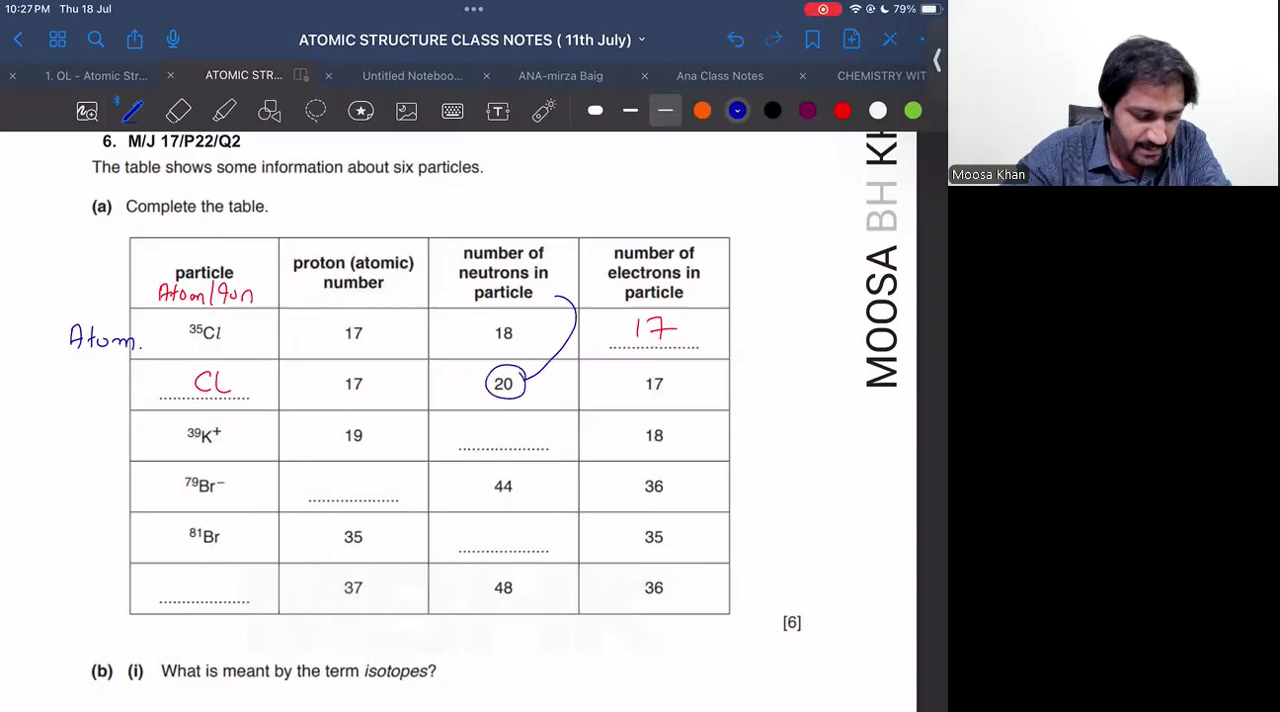 10:27 PM Thu 18 Jul
79%
ATOMIC STRUCTURE CLASS NOTES ( 11th July)
1. OL - Atomic Str...
ATOMIC STR...
Untitled Noteboo...
ANA-mirza Baig
Ana Class Notes
CHEMISTRY WIT
Moosa Khan
MOOSA BH KH
6. M/J 17/P22/Q2
The table shows some information about six particles.
(a) Complete the table.
particle Atom/Ion
proton (atomic) number
number of neutrons in particle
number of electrons in particle
Atom. 35Cl 17 18 17
CL 17 20 17
39K+ 19 .................... 18
79Br− .................... 44 36
81Br 35 .................... 35
.................... 37 48 36
[6]
(b) (i) What is meant by the term isotopes?